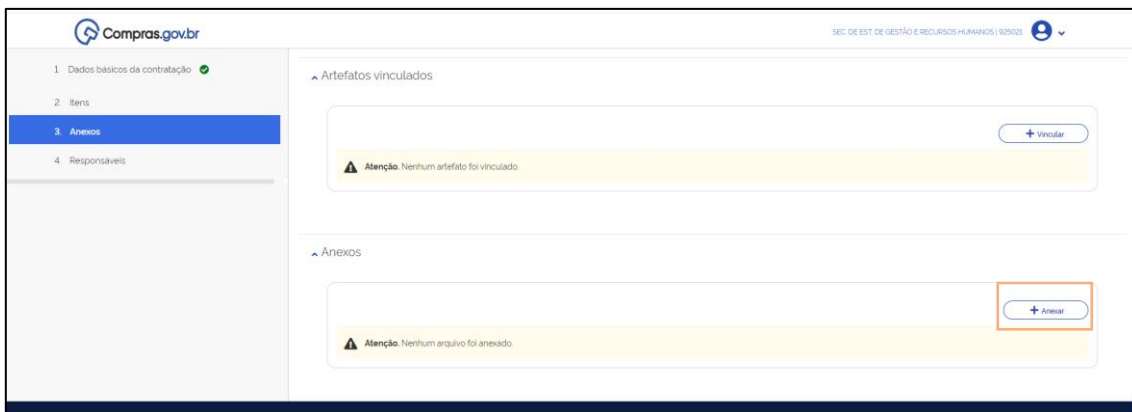 Compras.gov.br
SEC. DE EST. DE GESTÃO E RECURSOS HUMANOS | 925021
1. Dados básicos da contratação
2. Itens
3. Anexos
4. Responsáveis
Artefatos vinculados
+ Vincular
Atenção. Nenhum artefato foi vinculado.
Anexos
+ Anexar
Atenção. Nenhum arquivo foi anexado.